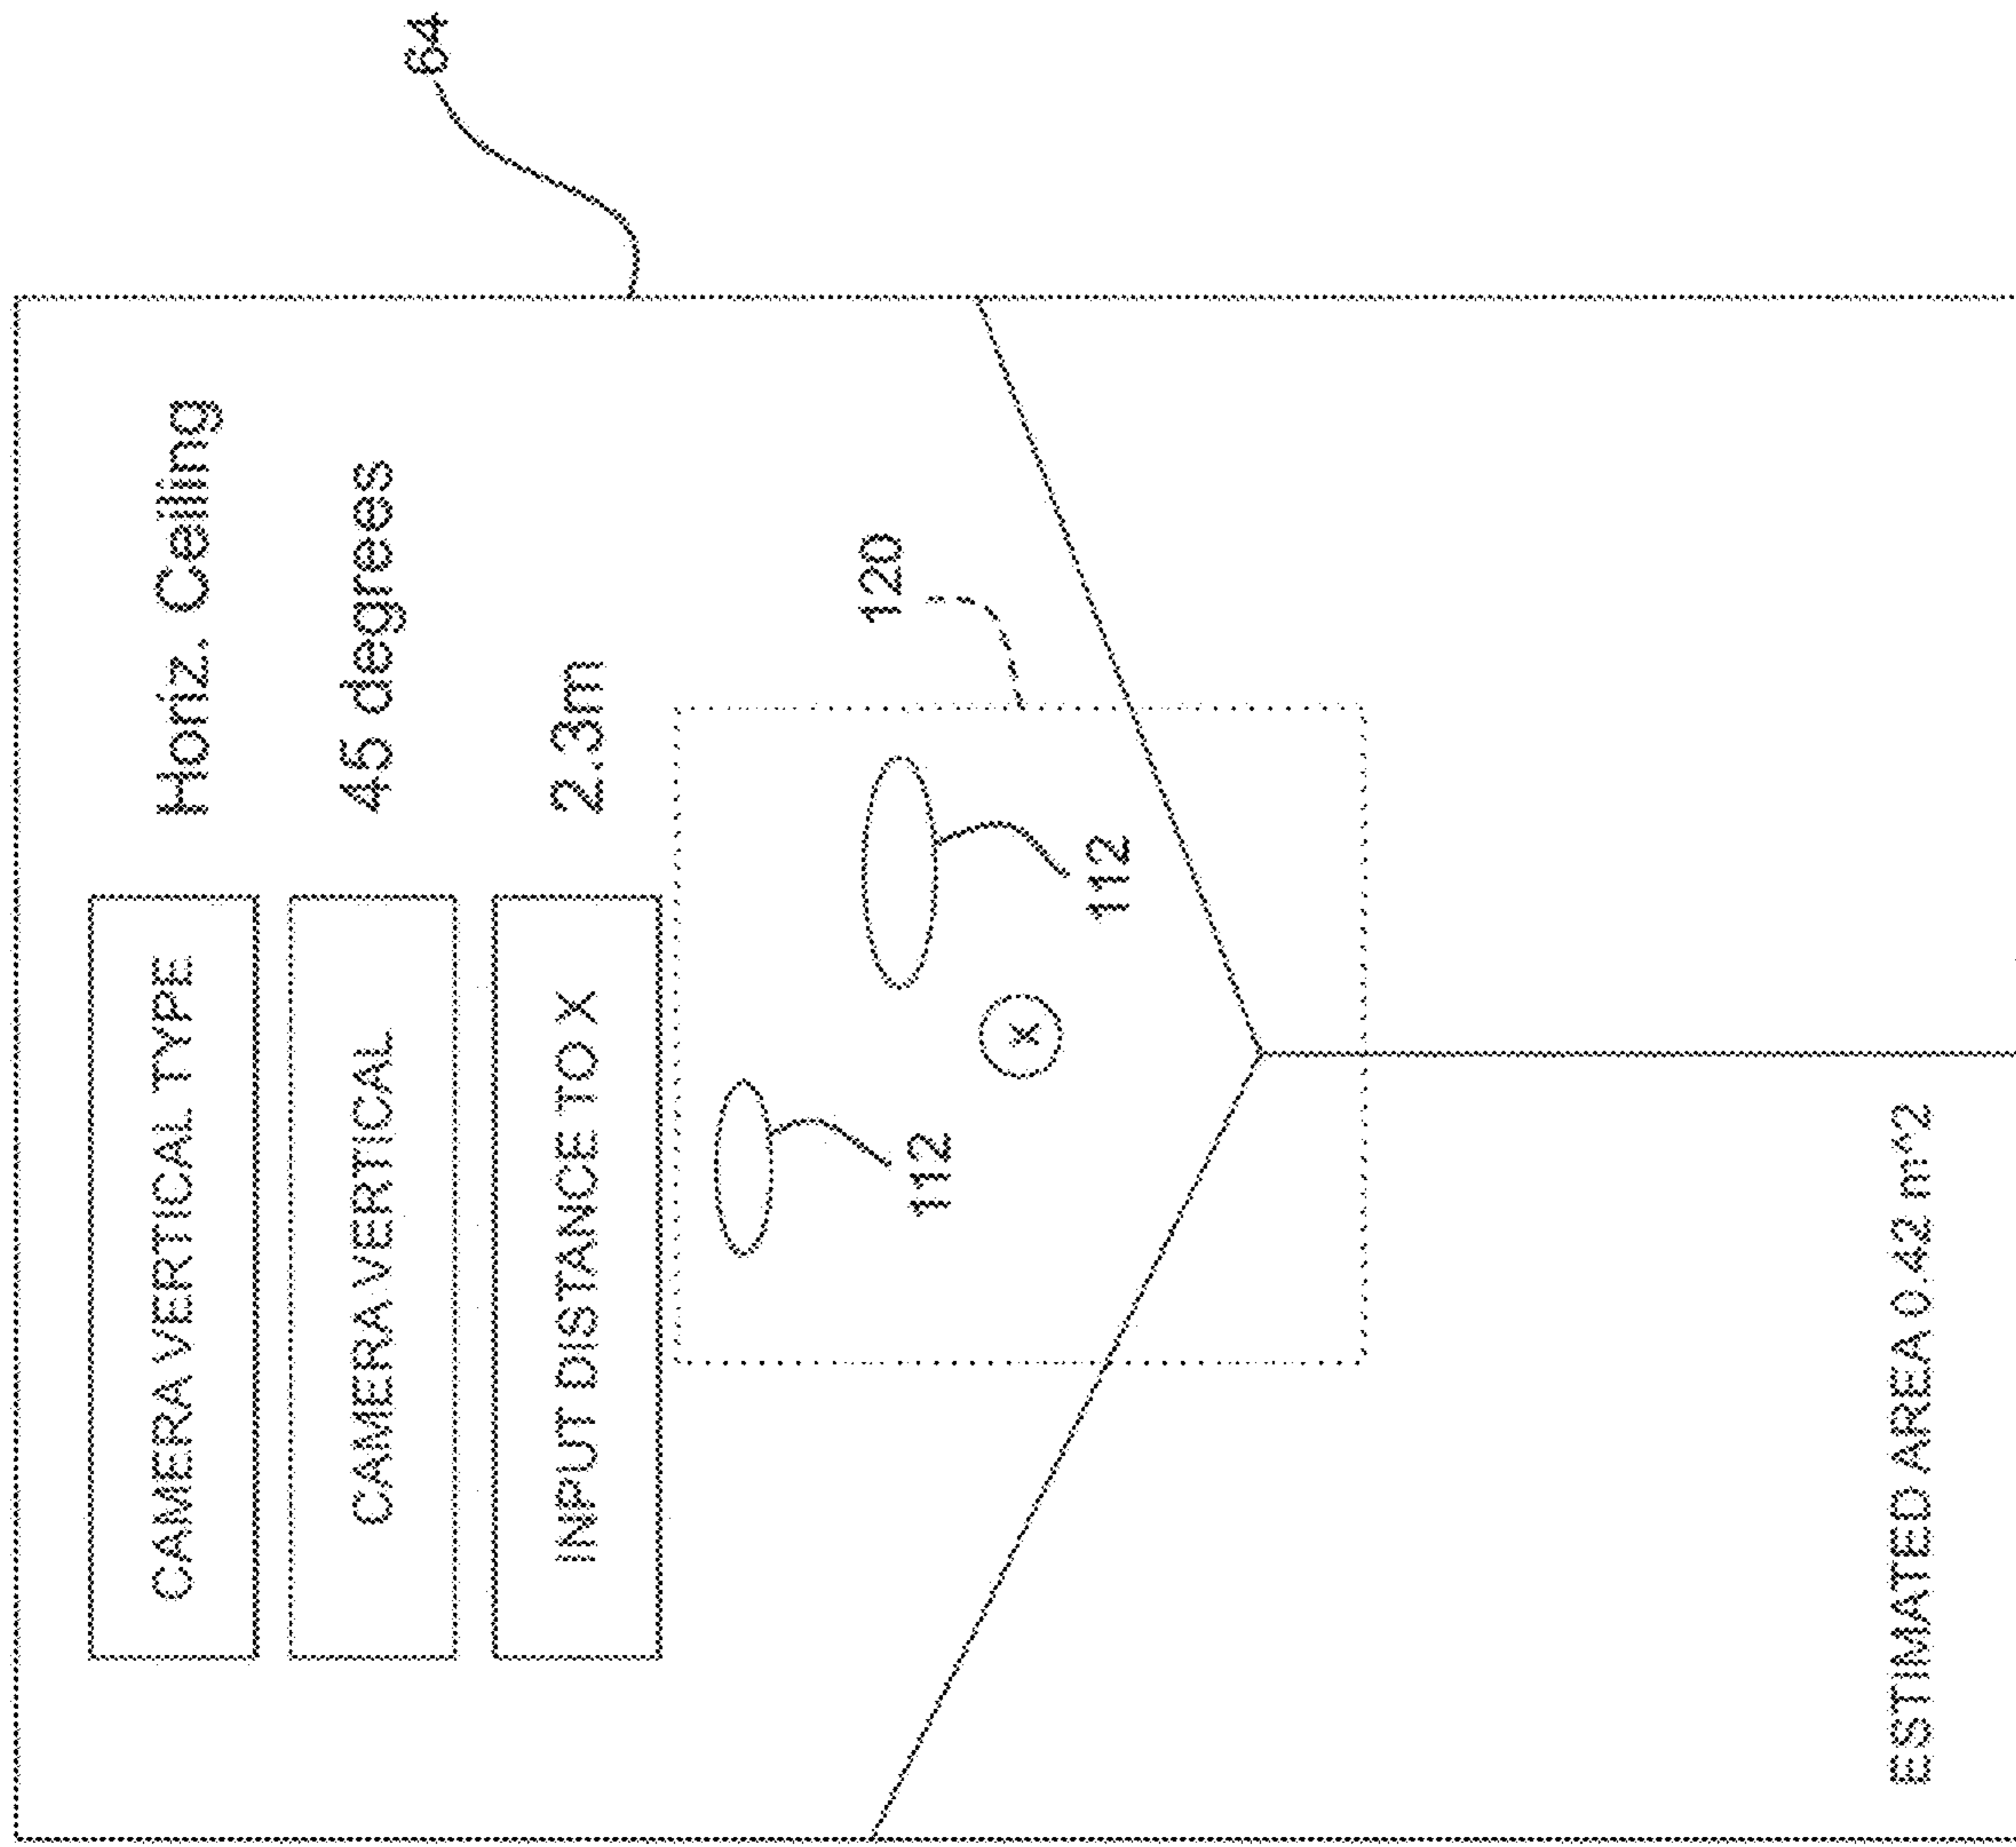 64
CAMERA VERTICAL TYPE Horiz. Ceiling
CAMERA VERTICAL 45 degrees
INPUT DISTANCE TO X 2.3m
120
112
x
112
ESTIMATED AREA 0.42 m^2